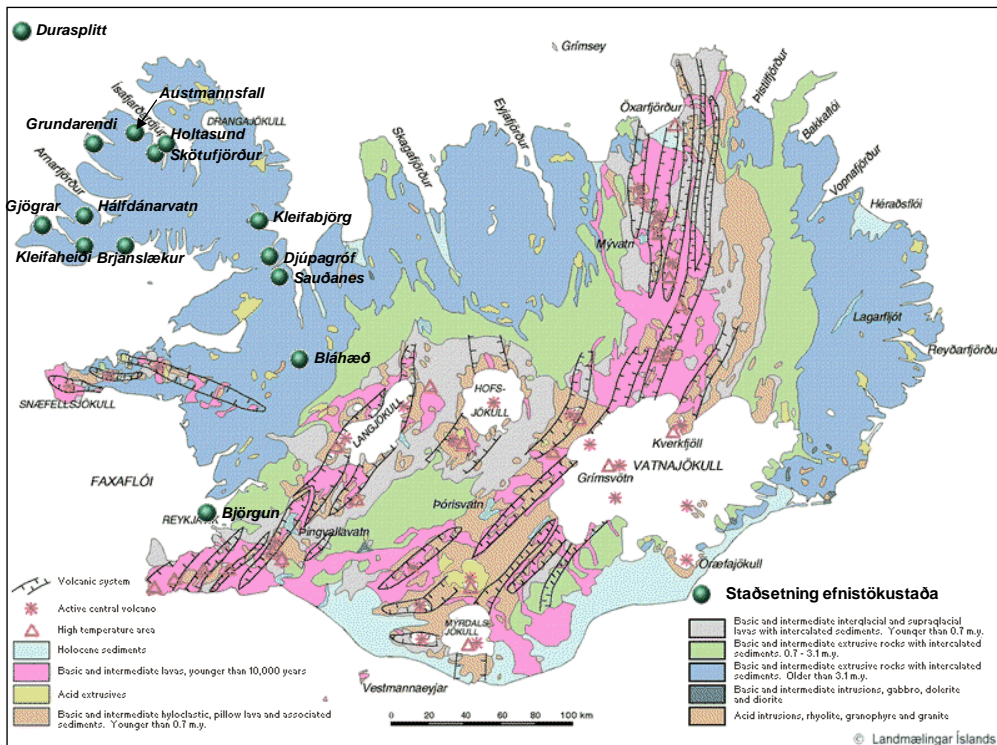 Durasplitt
Grímsey
Austmannsfall
Ísafjarðardjúp
DRANGAJÖKULL
Grundarendi
Holtasund
Skötufjörður
Arnarfjörður
Skagafjörður
Eyjafjörður
Öxarfjörður
Þistilfjörður
Bakkaflói
Vopnafjörður
Héraðsflói
Gjögrar
Hálfdánarvatn
Kleifabjörg
Kleifaheiði
Brjánslækur
Djúpagróf
Sauðanes
Mývatn
Lagarfljót
Reyðarfjörður
Bláhæð
SNÆFELLSJÖKULL
LANGJÖKULL
HOFS-
JÖKULL
Kverkfjöll
VATNAJÖKULL
Grímsvötn
FAXAFLÓI
Þórisvatn
REYKJAVÍK
Björgun
Þingvallavatn
Öræfajökull
MÝRDALS-
JÖKULL
Vestmannaeyjar
Volcanic system
Active central volcano
High temperature area
Holocene sediments
Basic and intermediate lavas, younger than 10,000 years
Acid extrusives
Basic and intermediate hyloclastic, pillow lava and associated
sediments. Younger than 0.7 m.y.
0 20 40 60 80 100 km
Staðsetning efnistökustaða
Basic and intermediate interglacial and supraglacial
lavas with intercalated sediments. Younger than 0.7 m.y.
Basic and intermediate extrusive rocks with intercalated
sediments. 0.7 - 3.1 m.y.
Basic and intermediate extrusive rocks with intercalated
sediments. Older than 3.1 m.y.
Basic and intermediate intrusions, gabbro, dolerite
and diorite
Acid intrusions, rhyolite, granophyre and granite
© Landmælingar Íslands